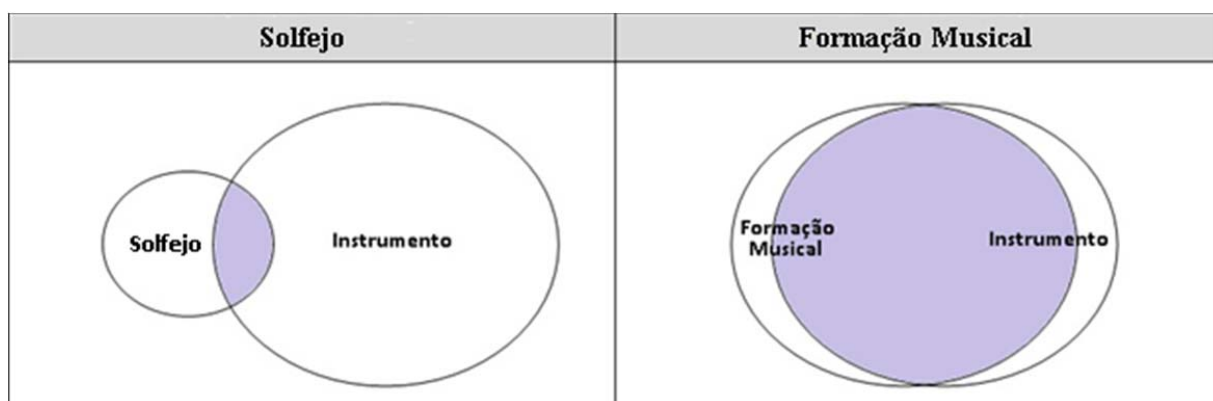 Solfejo
Formação Musical
Solfejo
Instrumento
Formação
Musical
Instrumento